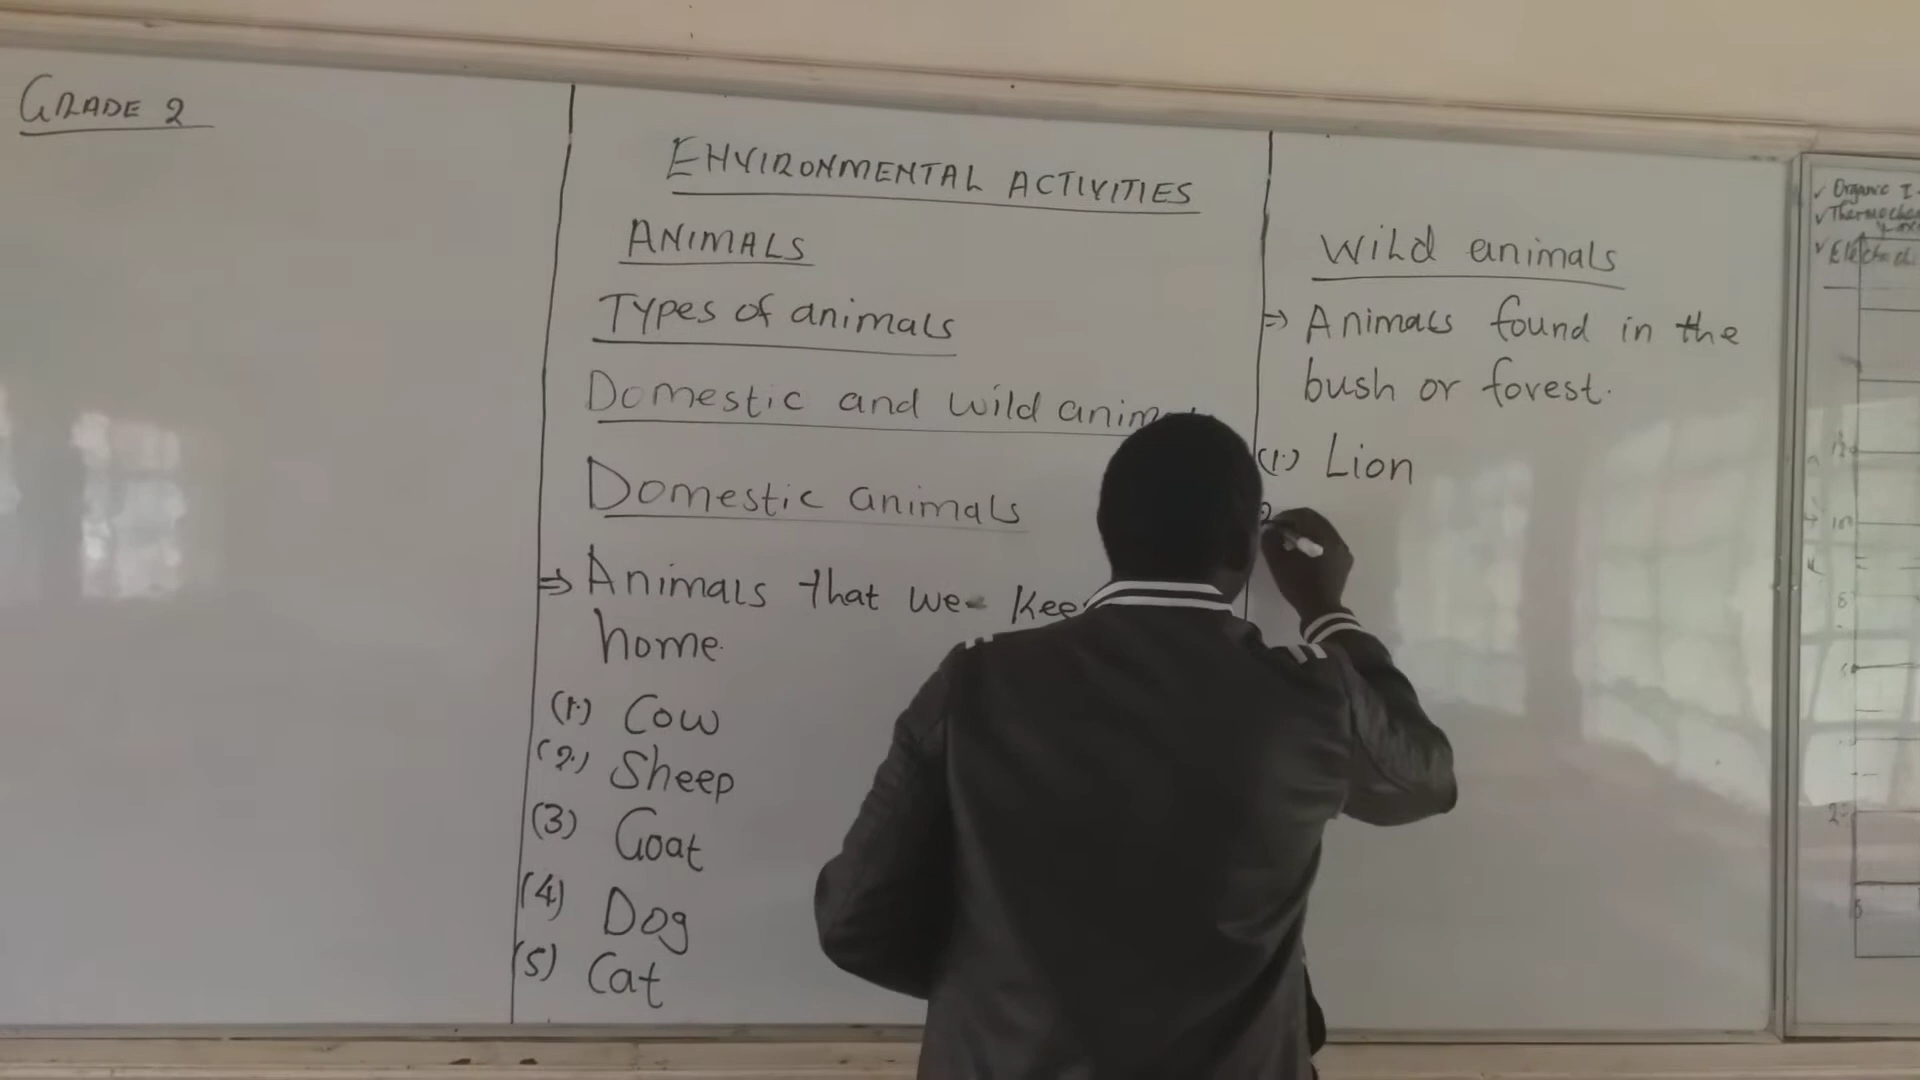 GRADE 2
ENVIRONMENTAL ACTIVITIES
ANIMALS
Types of animals
Domestic and wild
Domestic animals
⇒ Animals that we
home.
(1.) Cow
(2.) Sheep
(3) Goat
(4) Dog
(5) Cat
Wild animals
⇒ Animals found in the
bush or forest.
(1.) Lion
✓ Organic